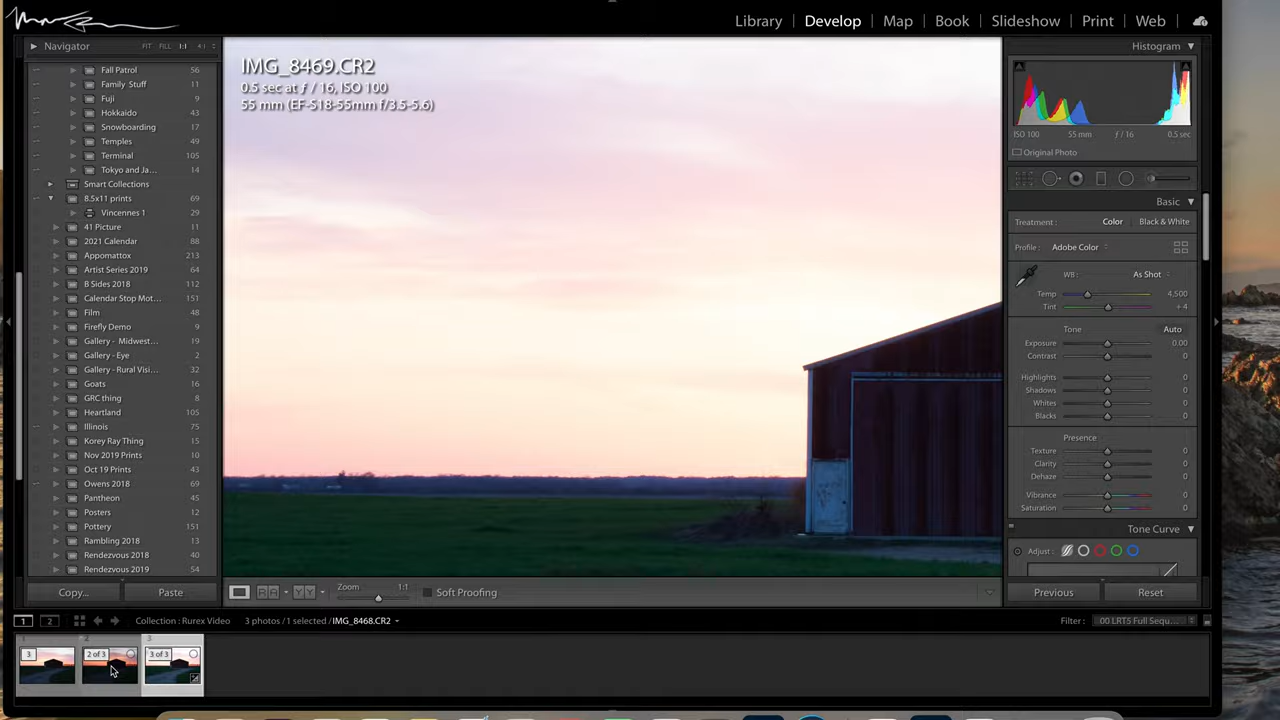 Library | Develop | Map | Book | Slideshow | Print | Web
Navigator FIT FILL 1:1 4:1
Fall Patrol 56
Family Stuff 11
Fuji 9
Hokkaido 43
Snowboarding 17
Temples 49
Terminal 105
Tokyo and Ja... 14
Smart Collections
8.5x11 prints 69
Vincennes 1 29
41 Picture 11
2021 Calendar 88
Appomattox 213
Artist Series 2019 64
B Sides 2018 112
Calendar Stop Mot... 151
Film 48
Firefly Demo 9
Gallery - Midwest... 19
Gallery - Eye 2
Gallery - Rural Visi... 32
Goats 16
GRC thing 8
Heartland 105
Illinois 75
Korey Ray Thing 15
Nov 2019 Prints 10
Oct 19 Prints 43
Owens 2018 69
Pantheon 45
Posters 12
Pottery 151
Rambling 2018 13
Rendezvous 2018 40
Rendezvous 2019 54
Copy... Paste
IMG_8469.CR2
0.5 sec at ƒ / 16, ISO 100
55 mm (EF-S18-55mm f/3.5-5.6)
Zoom 1:1 Soft Proofing
Histogram
ISO 100 55 mm ƒ / 16 0.5 sec
Original Photo
Basic
Treatment: Color Black & White
Profile: Adobe Color
WB: As Shot
Temp 4,500
Tint + 4
Tone Auto
Exposure 0.00
Contrast 0
Highlights 0
Shadows 0
Whites 0
Blacks 0
Presence
Texture 0
Clarity 0
Dehaze 0
Vibrance 0
Saturation 0
Tone Curve
Adjust:
Previous Reset
1 2 Collection : Rurex Video 3 photos / 1 selected / IMG_8468.CR2 Filter : 00 LRT5 Full Sequ...
1 2 3
3 2 of 3 3 of 3